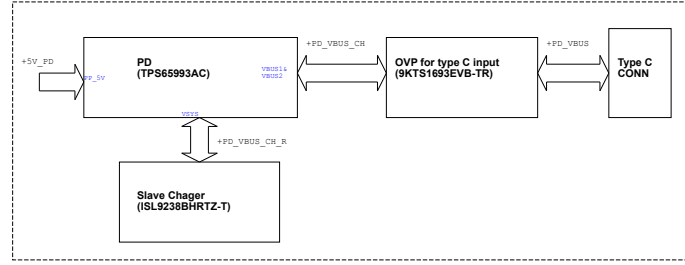 +5V_PD
PP_5V
PD
(TPS65993AC)
VBUS1&
VBUS2
VSYS
+PD_VBUS_CH
OVP for type C input
(9KTS1693EVB-TR)
+PD_VBUS
Type C
CONN
+PD_VBUS_CH_R
Slave Chager
(ISL9238BHRTZ-T)